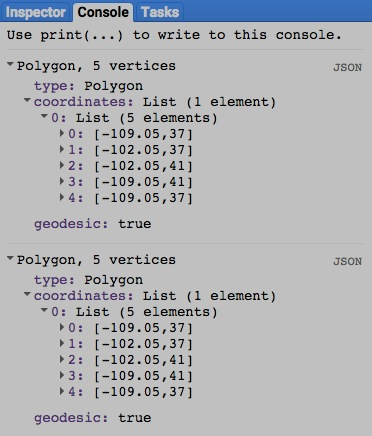 Inspector Console Tasks
Use print(...) to write to this console.
Polygon, 5 vertices JSON
type: Polygon
coordinates: List (1 element)
0: List (5 elements)
0: [-109.05,37]
1: [-102.05,37]
2: [-102.05,41]
3: [-109.05,41]
4: [-109.05,37]
geodesic: true
Polygon, 5 vertices JSON
type: Polygon
coordinates: List (1 element)
0: List (5 elements)
0: [-109.05,37]
1: [-102.05,37]
2: [-102.05,41]
3: [-109.05,41]
4: [-109.05,37]
geodesic: true